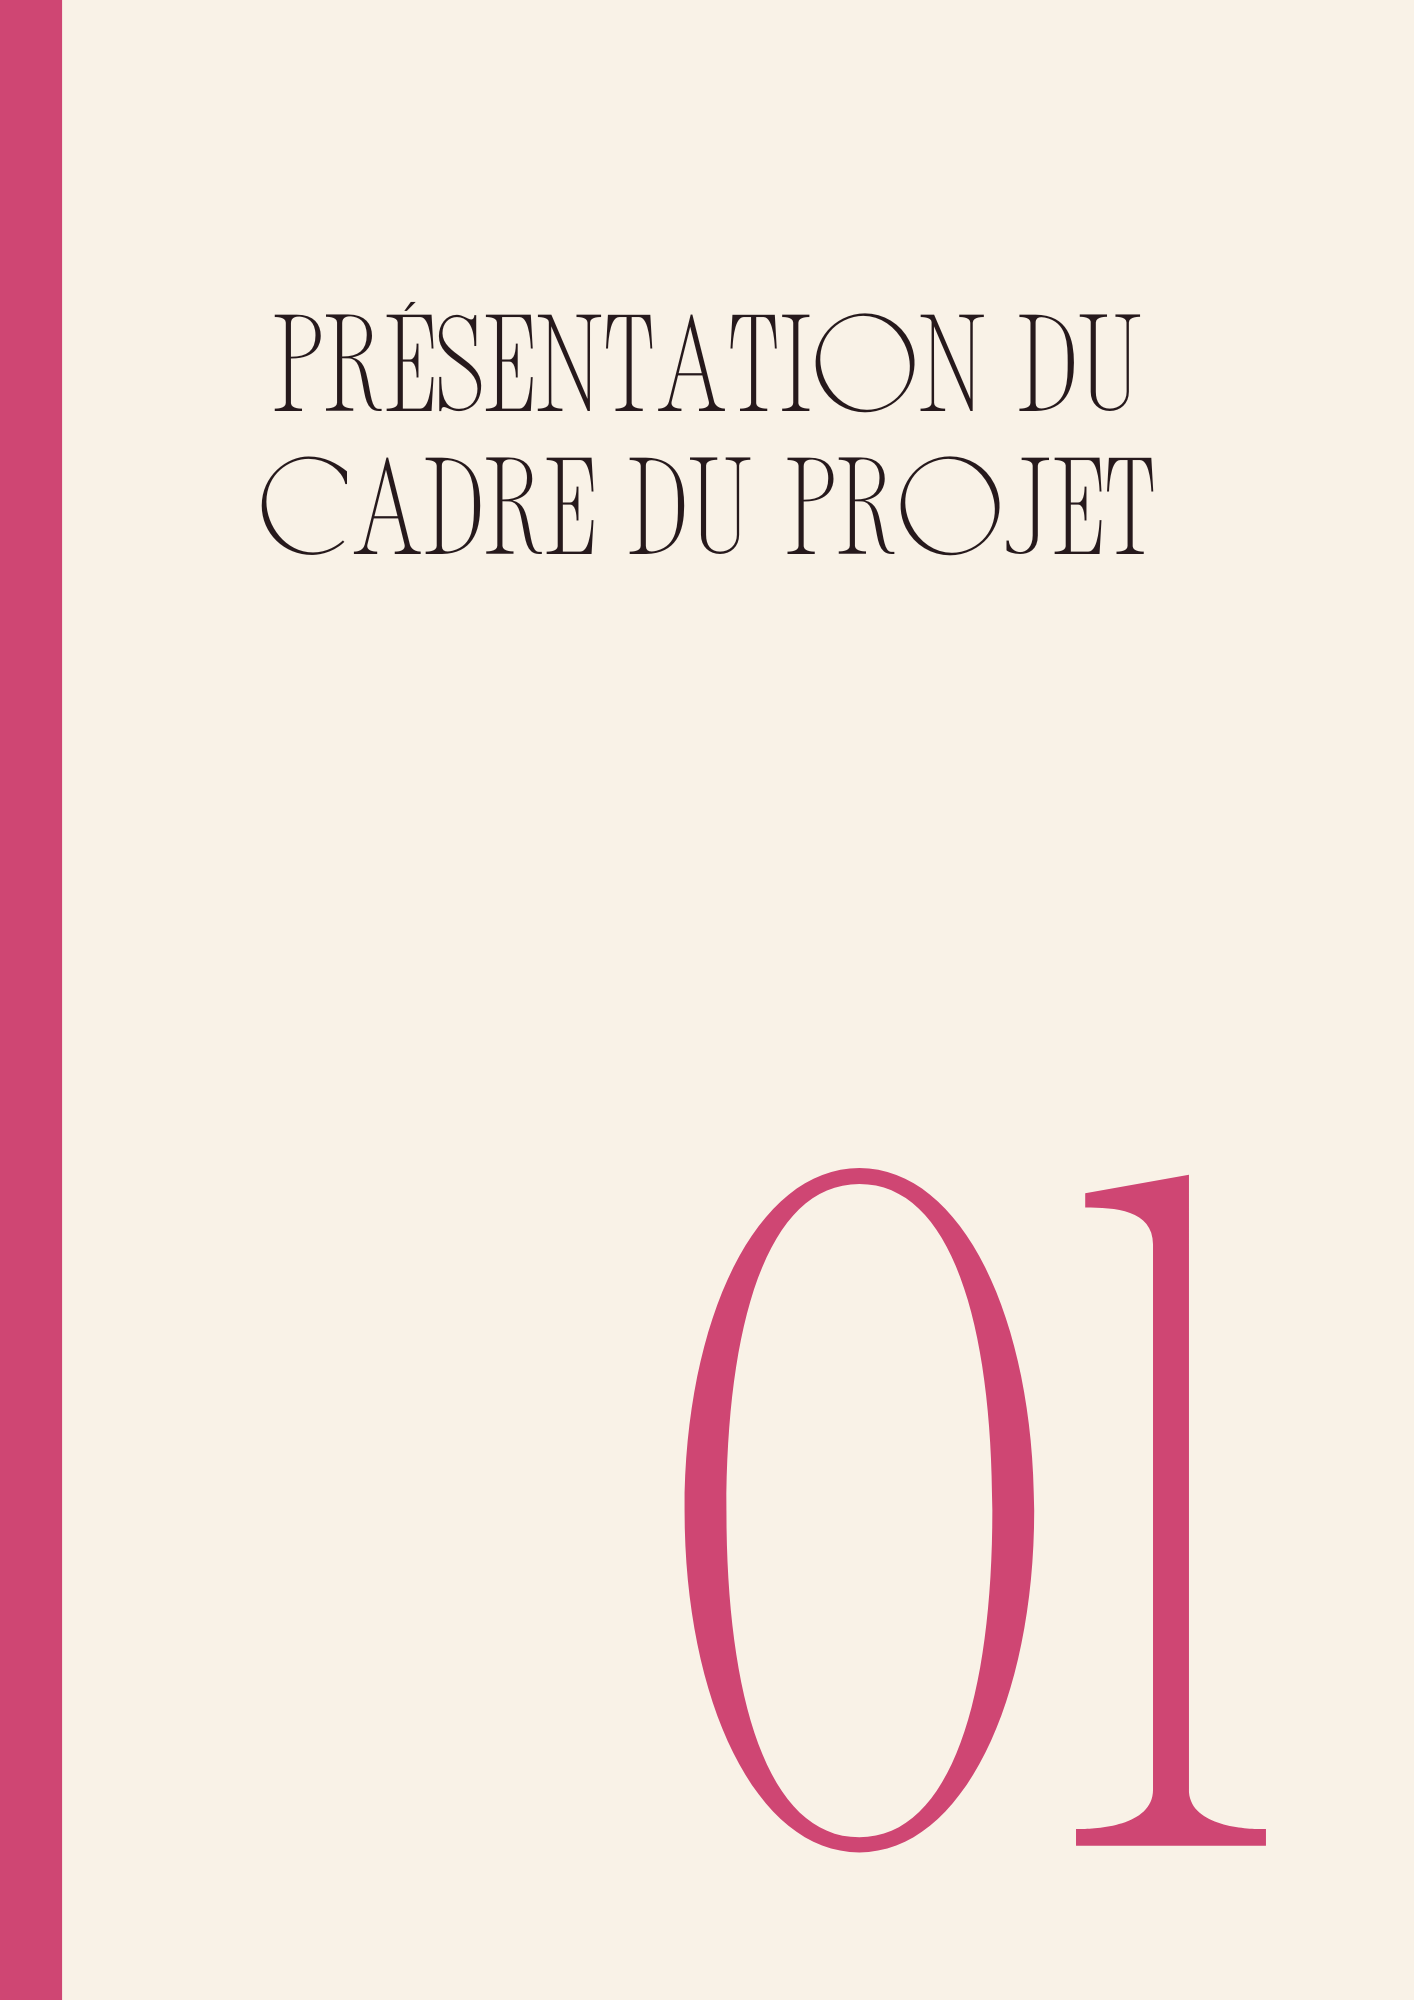 PRÉSENTATION DU
CADRE DU PROJET
01